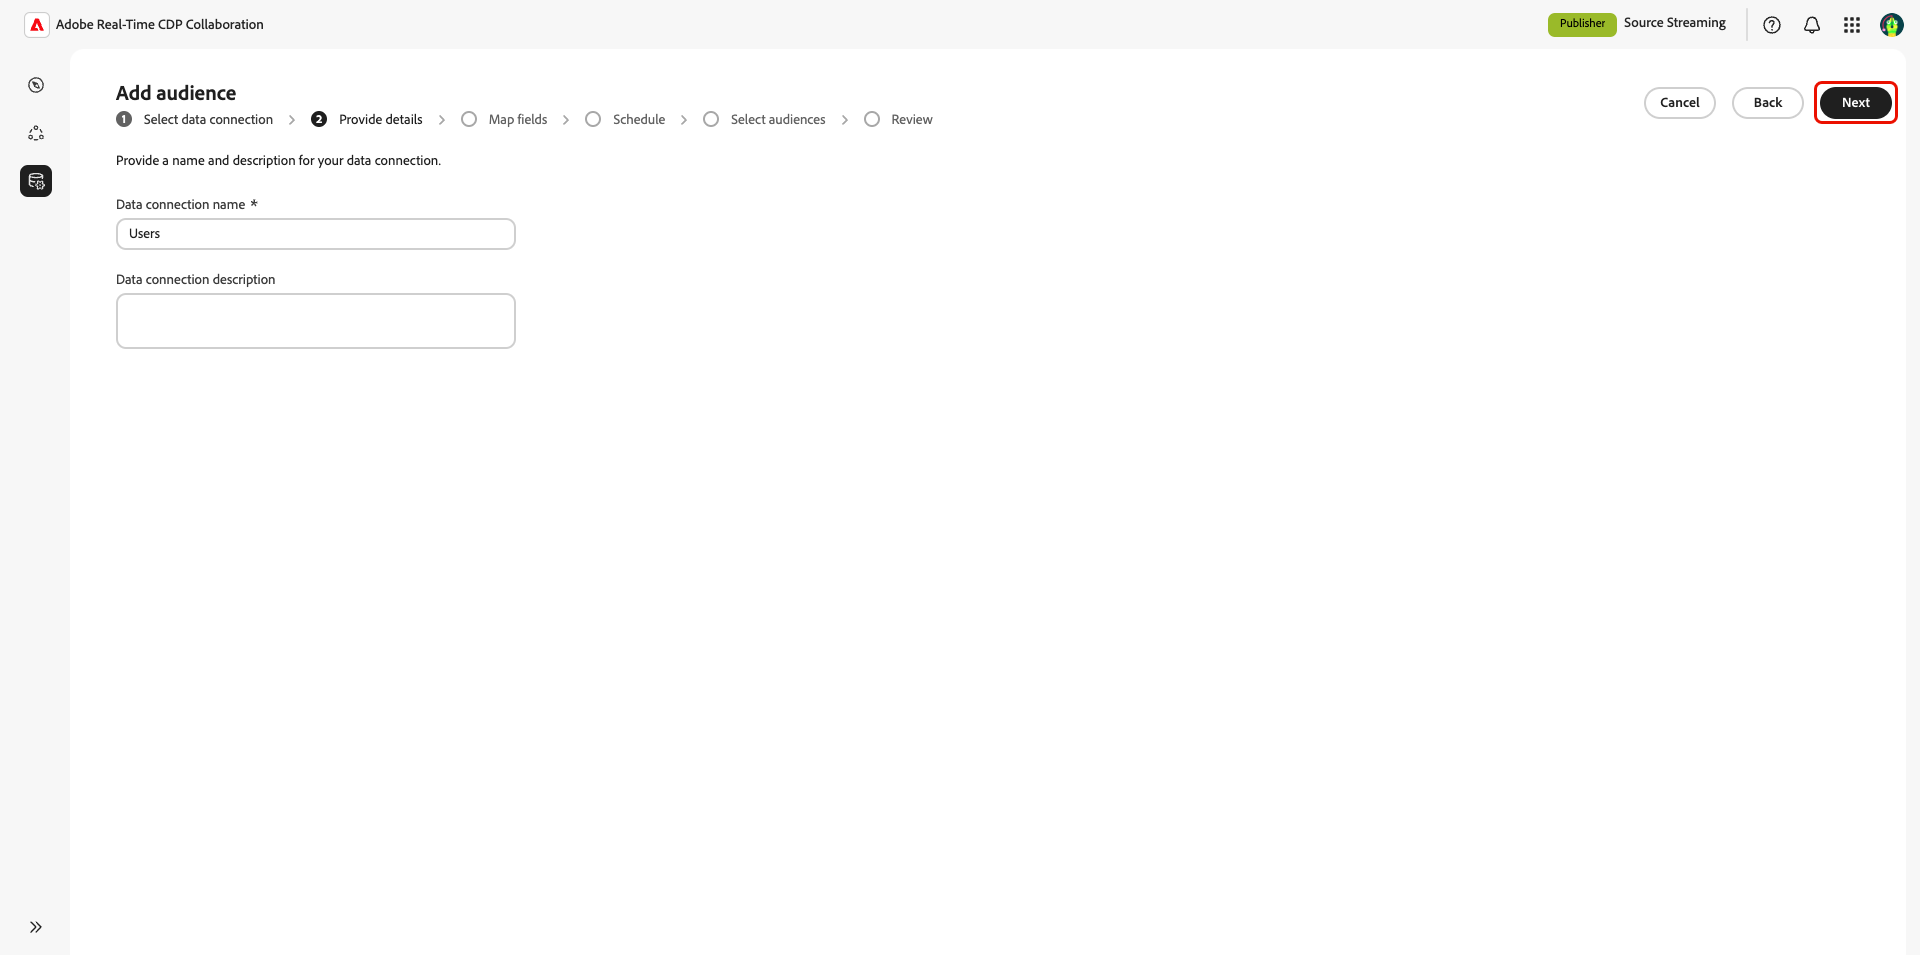 Adobe Real-Time CDP Collaboration
Publisher
Source Streaming
Add audience
Cancel
Back
Next
1 Select data connection
2 Provide details
Map fields
Schedule
Select audiences
Review
Provide a name and description for your data connection.
Data connection name *
Users
Data connection description